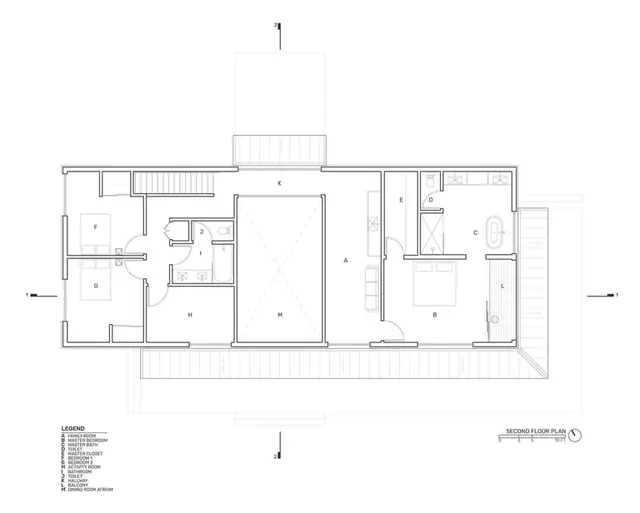 2
K
J
I
F
G
H
M
A
E
D
C
B
L
1
1
2
LEGEND
A FAMILY ROOM
B MASTER BEDROOM
C MASTER BATH
D TOILET
E MASTER CLOSET
F BEDROOM 1
G BEDROOM 2
H ACTIVITY ROOM
I BATHROOM
J TOILET
K HALLWAY
L BALCONY
M DINING ROOM ATRIUM
SECOND FLOOR PLAN
0 5 10 FT